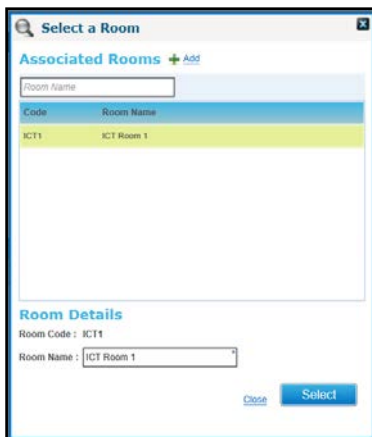 Select a Room
Associated Rooms Add
Room Name
Code Room Name
ICT1 ICT Room 1
Room Details
Room Code : ICT1
Room Name : ICT Room 1 *
Close Select